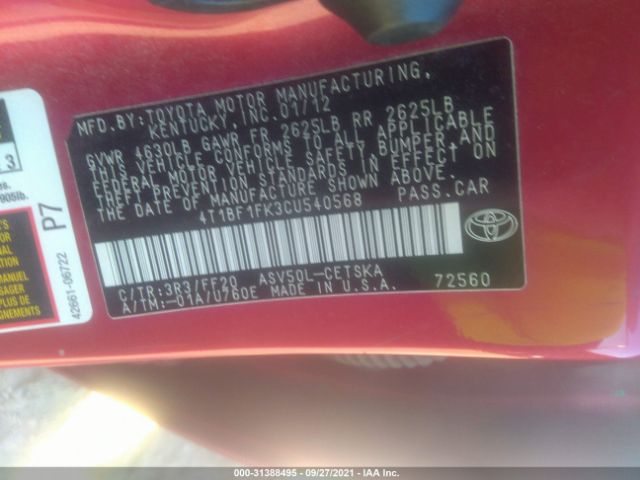 MFD. BY: TOYOTA MOTOR MANUFACTURING,
KENTUCKY, INC. 01/12
GVWR 4630LB GAWR FR 2625LB RR 2625LB
THIS VEHICLE CONFORMS TO ALL APPLICABLE
FEDERAL MOTOR VEHICLE SAFETY, BUMPER, AND
THEFT PREVENTION STANDARDS IN EFFECT ON
THE DATE OF MANUFACTURE SHOWN ABOVE.
4T1BF1FK3CU540568 PASS.CAR
C/TR:3R3/FF20 ASV50L-CETSKA 72560
A/TM:-01A/U760E MADE IN U.S.A.
TOYOTA
3
905lb.
P7
42661-06722
000-31388495 - 09/27/2021 - IAA Inc.